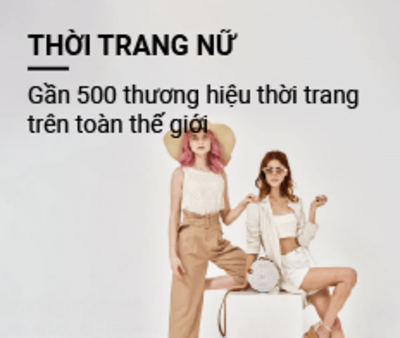 THỜI TRANG NỮ
Gần 500 thương hiệu thời trang
trên toàn thế giới